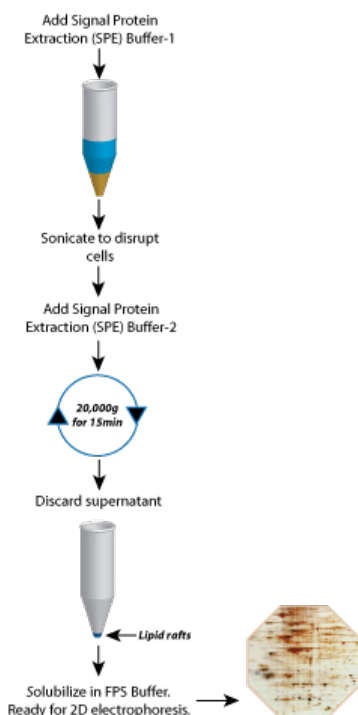 Add Signal Protein
Extraction (SPE) Buffer-1
Sonicate to disrupt
cells
Add Signal Protein
Extraction (SPE) Buffer-2
20,000g
for 15min
Discard supernatant
Lipid rafts
Solubilize in FPS Buffer.
Ready for 2D electrophoresis.